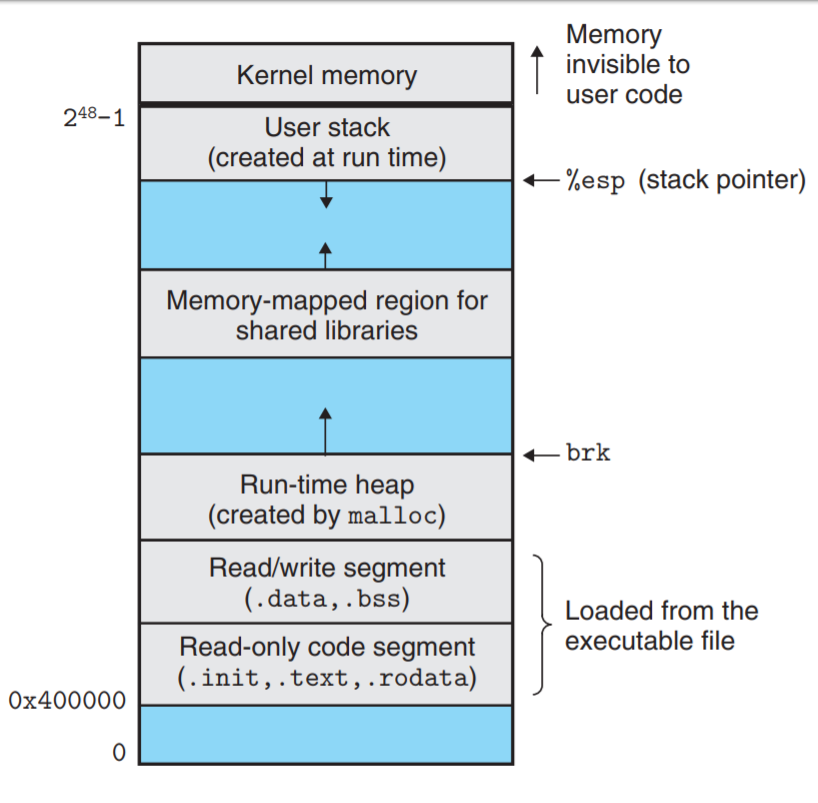 Memory
invisible to
user code
Kernel memory
2⁴⁸–1
User stack
(created at run time)
%esp (stack pointer)
Memory-mapped region for
shared libraries
brk
Run-time heap
(created by malloc)
Read/write segment
(.data,.bss)
Loaded from the
executable file
Read-only code segment
(.init,.text,.rodata)
0x400000
0